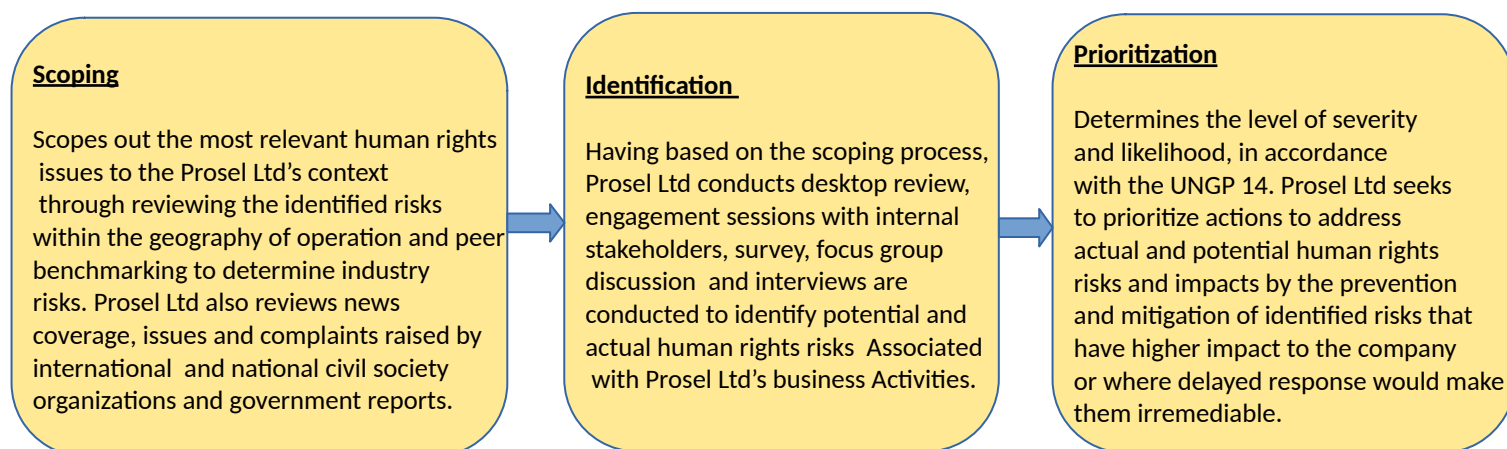 Scoping
Scopes out the most relevant human rights
issues to the Prosel Ltd’s context
through reviewing the identified risks
within the geography of operation and peer
benchmarking to determine industry
risks. Prosel Ltd also reviews news
coverage, issues and complaints raised by
international  and national civil society
organizations and government reports.
Identification
Having based on the scoping process,
Prosel Ltd conducts desktop review,
engagement sessions with internal
stakeholders, survey, focus group
discussion  and interviews are
conducted to identify potential and
actual human rights risks  Associated
with Prosel Ltd’s business Activities.
Prioritization
Determines the level of severity
and likelihood, in accordance
with the UNGP 14. Prosel Ltd seeks
to prioritize actions to address
actual and potential human rights
risks and impacts by the prevention
and mitigation of identified risks that
have higher impact to the company
or where delayed response would make
them irremediable.